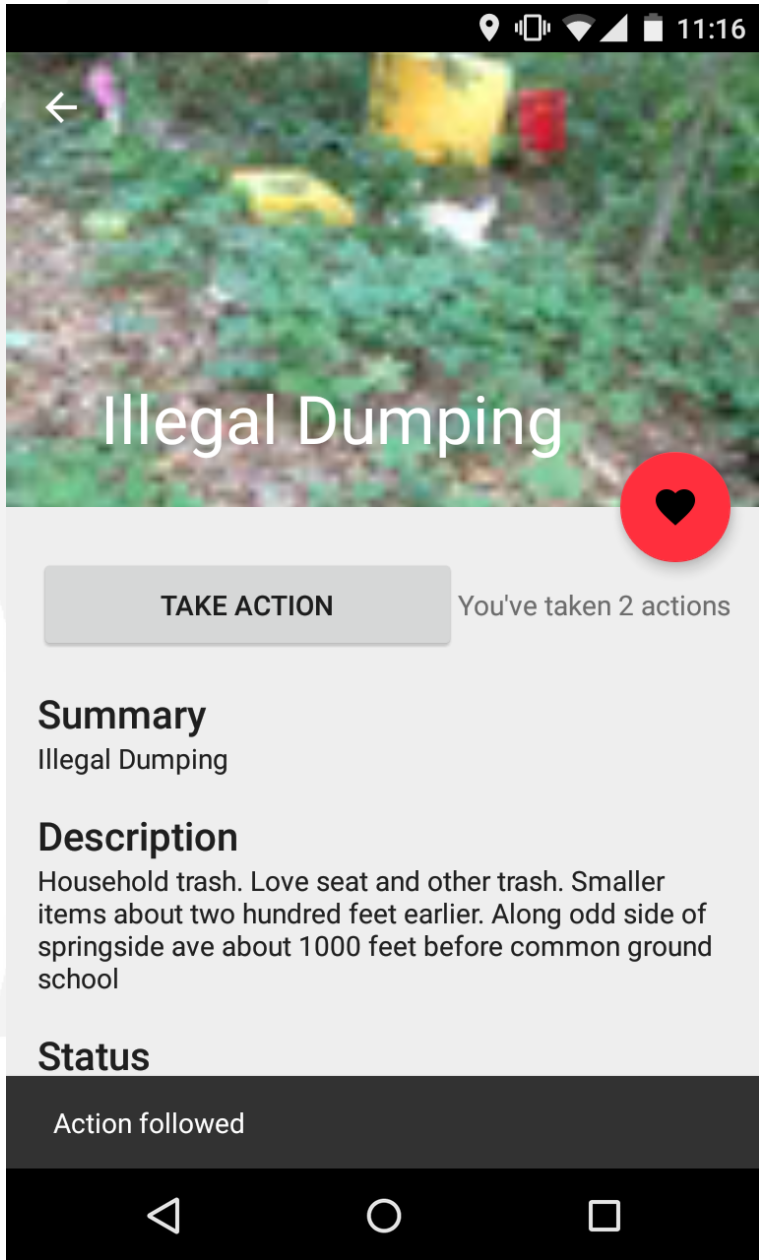 11:16
Illegal Dumping
TAKE ACTION
You've taken 2 actions
Summary
Illegal Dumping
Description
Household trash. Love seat and other trash. Smaller
items about two hundred feet earlier. Along odd side of
springside ave about 1000 feet before common ground
school
Status
Action followed